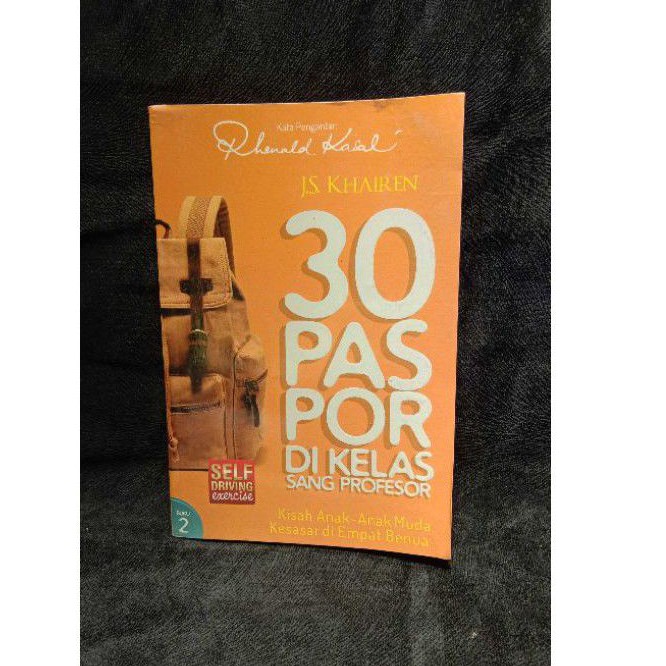 Kata Pengantar:
Rhenald Kasali
J.S. KHAIREN
30
PAS
POR
DI KELAS
SANG PROFESOR
SELF
DRIVING
exercise
Kisah Anak-Anak Muda
Kesasar di Empat Benua
BUKU
2